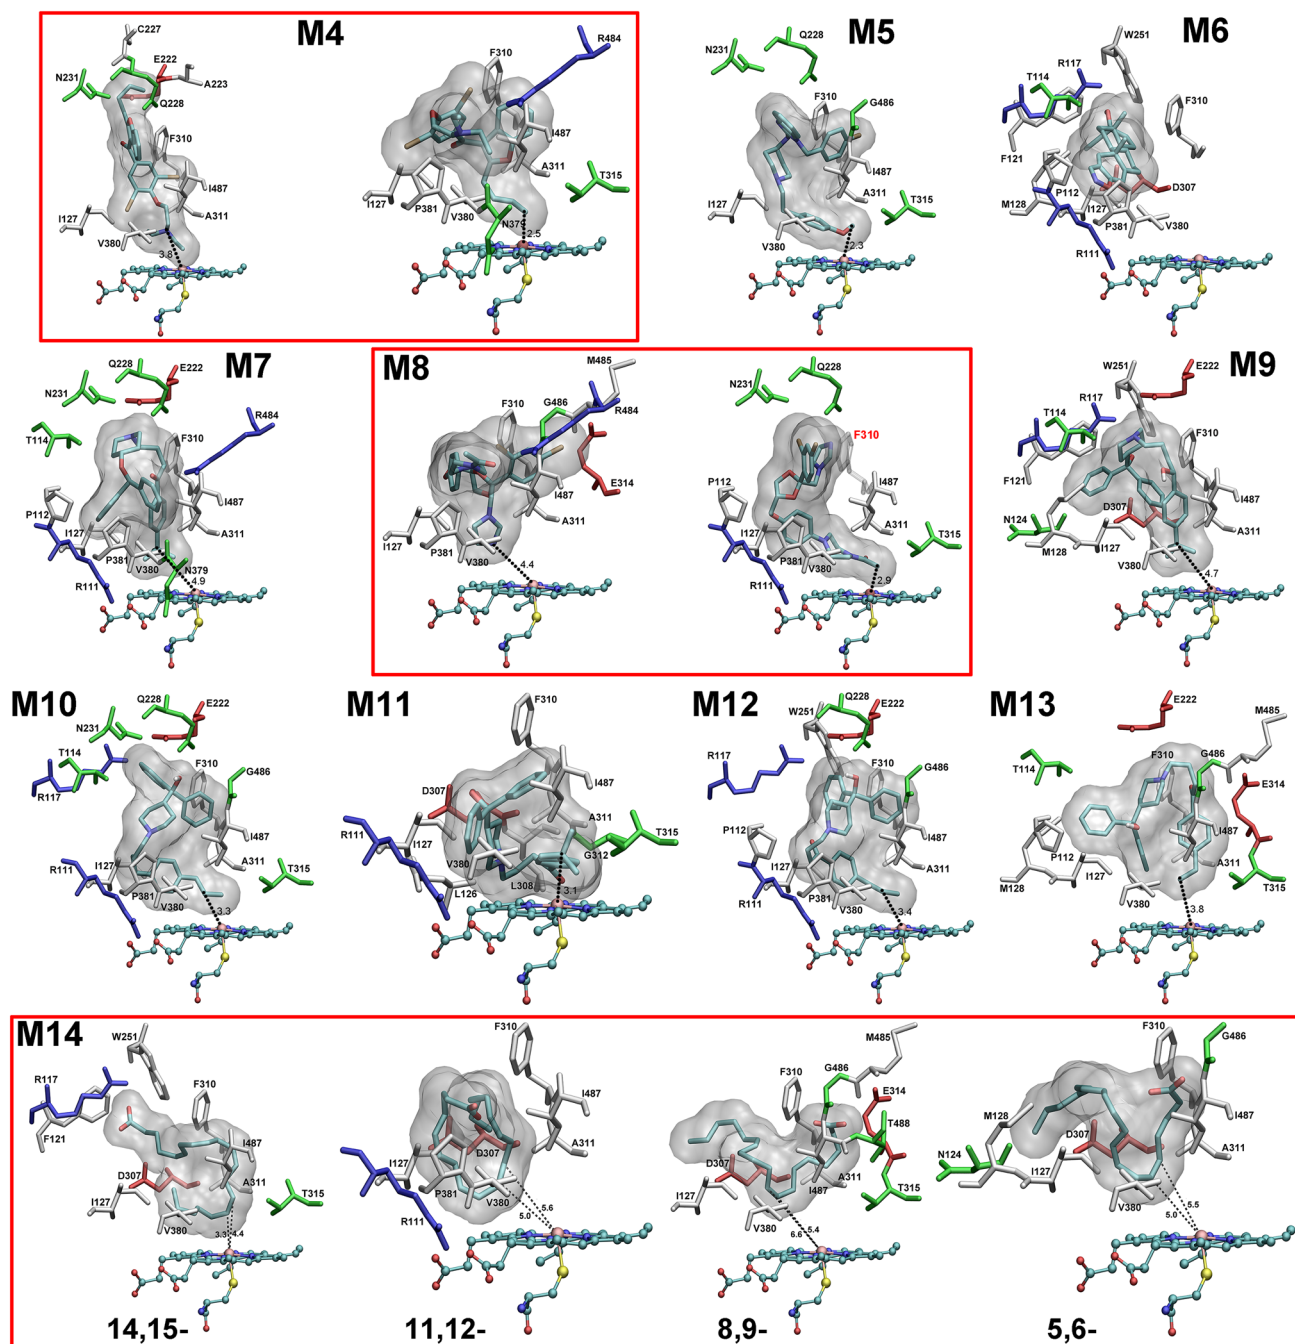 M4
C227
E222
N231
A223
Q228
F310
I487
I127
A311
V380
3.8
R484
F310
I487
A311
T315
I127
P381
V380
N379
2.5
M5
Q228
N231
F310
G486
I487
A311
T315
I127
V380
2.3
M6
W251
R117
T114
F310
F121
P112
D307
M128
I127
P381
V380
R111
M7
Q228
E222
N231
R484
T114
F310
I487
P112
A311
I127
P381
V380
N379
R111
4.9
M8
M485
F310
G486
R484
I487
E314
A311
I127
P381
V380
4.4
Q228
N231
F310
P112
I487
A311
T315
P381
V380
R111
2.9
M9
W251
E222
R117
T114
F310
F121
I487
N124
D307
A311
M128
I127
V380
4.7
M10
Q228
E222
N231
T114
F310
R117
G486
I487
R111
I127
A311
P381
V380
T315
3.3
M11
F310
I487
D307
R111
A311
T315
I127
V380
G312
L126
L308
3.1
M12
Q228
W251
E222
R117
F310
G486
P112
I487
I127
A311
R111
P381
V380
3.4
M13
E222
M485
T114
F310
G486
E314
I487
P112
M128
I127
A311
V380
T315
3.8
M14
W251
R117
F310
F121
I487
D307
A311
I127
T315
V380
3.3
4.4
14,15-
F310
I487
D307
A311
I127
P381
V380
R111
5.0
5.6
11,12-
M485
G486
F310
E314
T488
D307
A311
I127
I487
T315
V380
6.6
5.4
8,9-
F310
G486
M128
I487
D307
N124
A311
I127
V380
5.0
5.5
5,6-